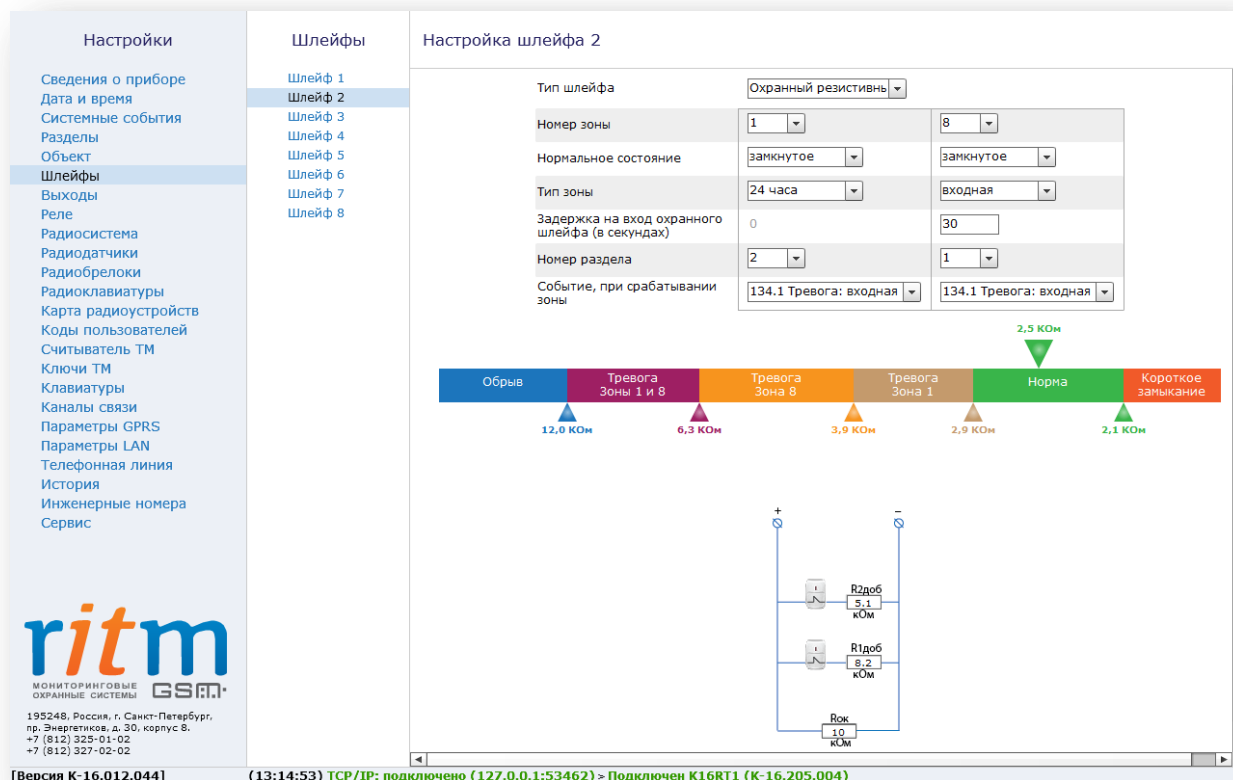 Настройки
Сведения о приборе
Дата и время
Системные события
Разделы
Объект
Шлейфы
Выходы
Реле
Радиосистема
Радиодатчики
Радиобрелоки
Радиоклавиатуры
Карта радиоустройств
Коды пользователей
Считыватель ТМ
Ключи ТМ
Клавиатуры
Каналы связи
Параметры GPRS
Параметры LAN
Телефонная линия
История
Инженерные номера
Сервис
ritm
МОНИТОРИНГОВЫЕ
ОХРАННЫЕ СИСТЕМЫ GSM
195248, Россия, г. Санкт-Петербург,
пр. Энергетиков, д. 30, корпус 8.
+7 (812) 325-01-02
+7 (812) 327-02-02
Шлейфы
Шлейф 1
Шлейф 2
Шлейф 3
Шлейф 4
Шлейф 5
Шлейф 6
Шлейф 7
Шлейф 8
Настройка шлейфа 2
Тип шлейфа Охранный резистивнь
Номер зоны 1 8
Нормальное состояние замкнутое замкнутое
Тип зоны 24 часа входная
Задержка на вход охранного
шлейфа (в секундах) 0 30
Номер раздела 2 1
Событие, при срабатывании
зоны 134.1 Тревога: входная 134.1 Тревога: входная
2,5 КОм
Обрыв Тревога Тревога Тревога Норма Короткое
Зоны 1 и 8 Зона 8 Зона 1 замыкание
12,0 КОм 6,3 КОм 3,9 КОм 2,9 КОм 2,1 КОм
+ −
R2доб
5.1
кОм
R1доб
8.2
кОм
Rок
10
кОм
[Версия K-16.012.044] (13:14:53) TCP/IP: подключено (127.0.0.1:53462) > Подключен K16RT1 (K-16.205.004)